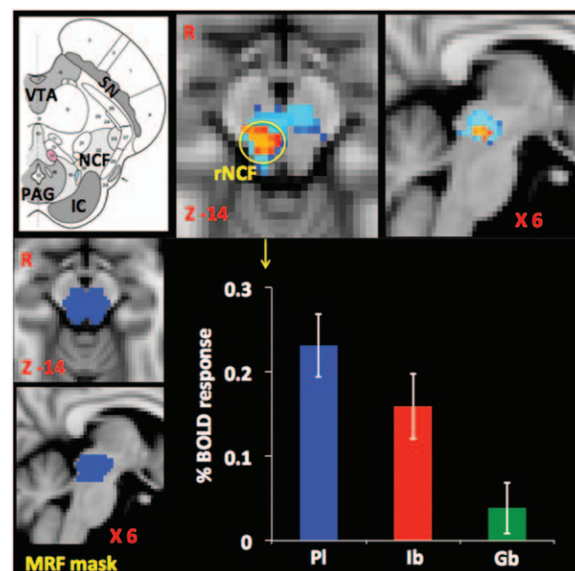 VTA
SN
NCF
PAG
IC
R
rNCF
Z -14
X 6
R
Z -14
X 6
MRF mask
% BOLD response
0.3
0.2
0.1
0
Pl
Ib
Gb